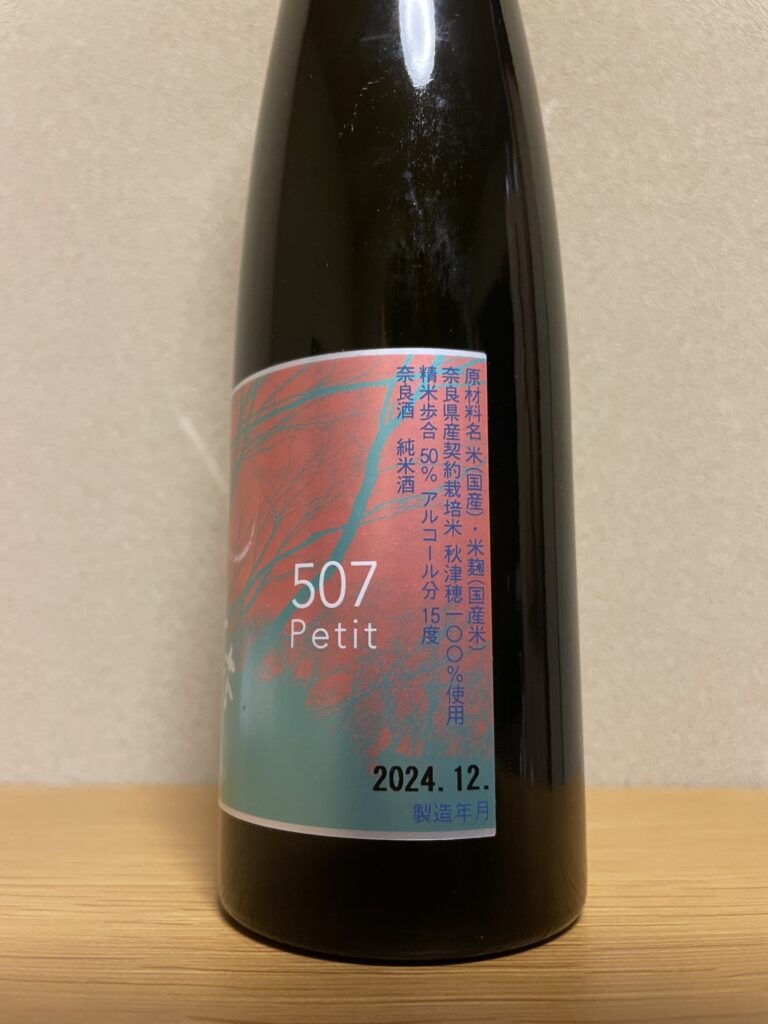 原材料名 米(国産)・米麹(国産米)
奈良県産契約栽培米 秋津穂一〇〇%使用
精米歩合 50% アルコール分 15度
奈良酒 純米酒
507
Petit
2024.12.
製造年月